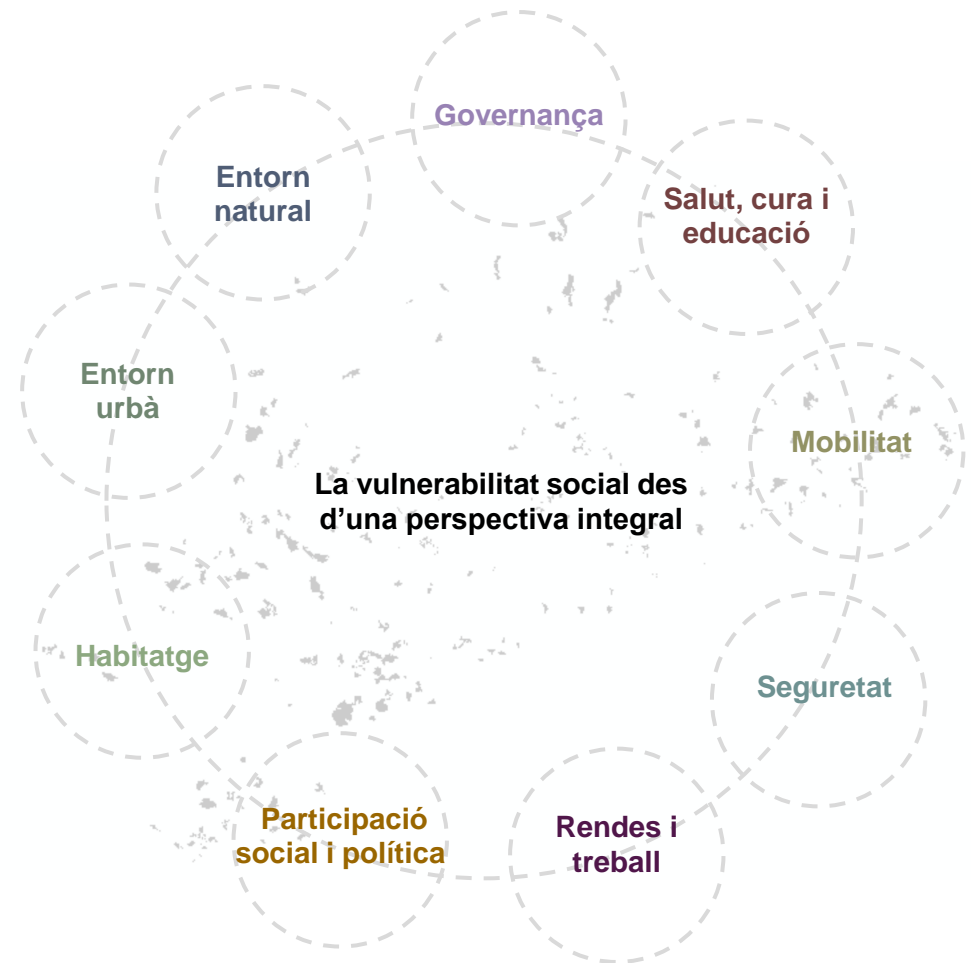 Governança
Entorn
natural
Salut, cura i
educació
Entorn
urbà
Mobilitat
La vulnerabilitat social des
d'una perspectiva integral
Habitatge
Seguretat
Participació
social i política
Rendes i
treball